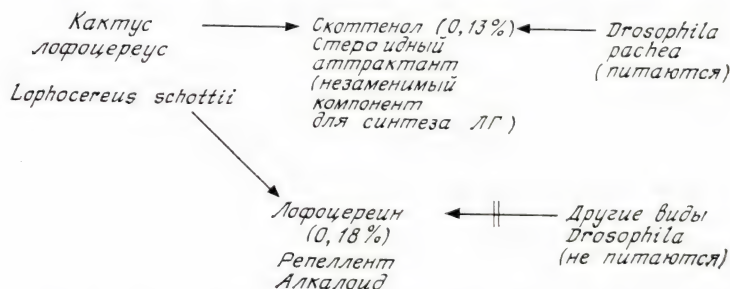 Кактус
лофоцереус
Lophocereus schottii
Скоттенол (0,13%)
Стероидный
аттрактант
(незаменимый
компонент
для синтеза ЛГ)
Drosophila
pachea
(питаются)
Лофоцереин
(0,18%)
Репеллент
Алкалоид
Другие виды
Drosophila
(не питаются)